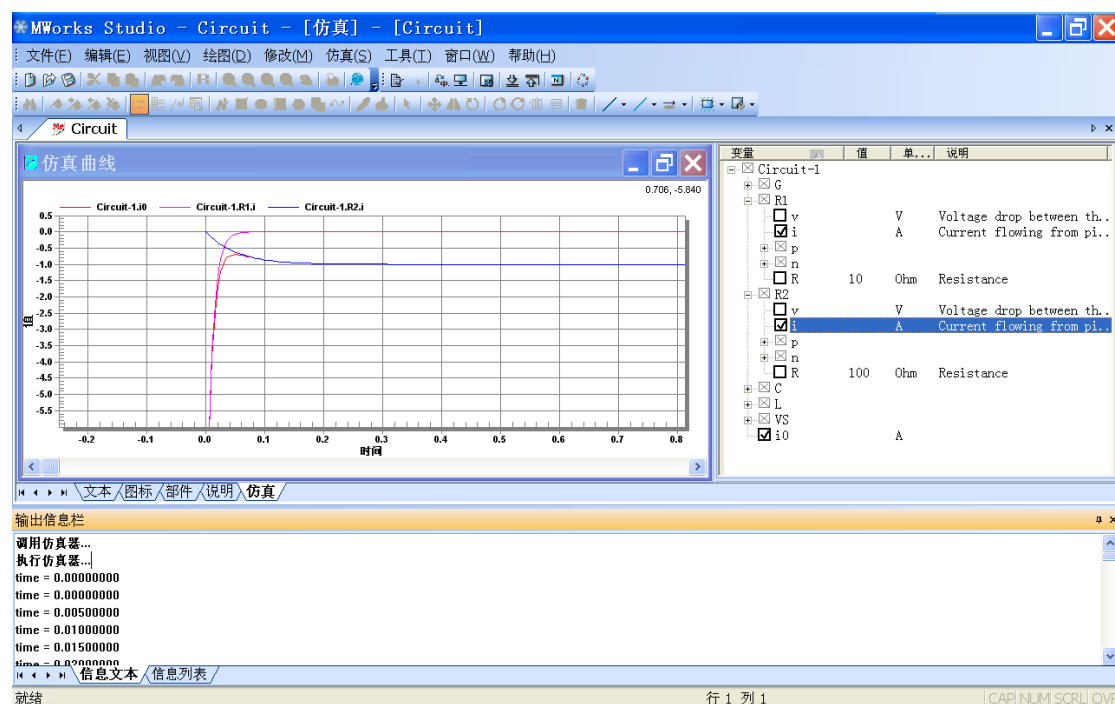 MWorks Studio - Circuit - [仿真] - [Circuit]
文件(F) 编辑(E) 视图(V) 绘图(D) 修改(M) 仿真(S) 工具(T) 窗口(W) 帮助(H)
Circuit
仿真曲线
0.706, -5.840
Circuit-1.i0 Circuit-1.R1.i Circuit-1.R2.i
0.5
0.0
-0.5
-1.0
-1.5
-2.0
-2.5
-3.0
-3.5
-4.0
-4.5
-5.0
-5.5
值
-0.2 -0.1 0.0 0.1 0.2 0.3 0.4 0.5 0.6 0.7 0.8
时间
变量 值 单... 说明
Circuit-1
G
R1
v V Voltage drop between th..
i A Current flowing from pi..
p
n
R 10 Ohm Resistance
R2
v V Voltage drop between th..
i A Current flowing from pi..
p
n
R 100 Ohm Resistance
C
L
VS
i0 A
文本 图标 部件 说明 仿真
输出信息栏
调用仿真器...
执行仿真器...
time = 0.00000000
time = 0.00000000
time = 0.00500000
time = 0.01000000
time = 0.01500000
time = 0.02000000
信息文本 信息列表
就绪 行 1 列 1 CAP NUM SCRL OVR